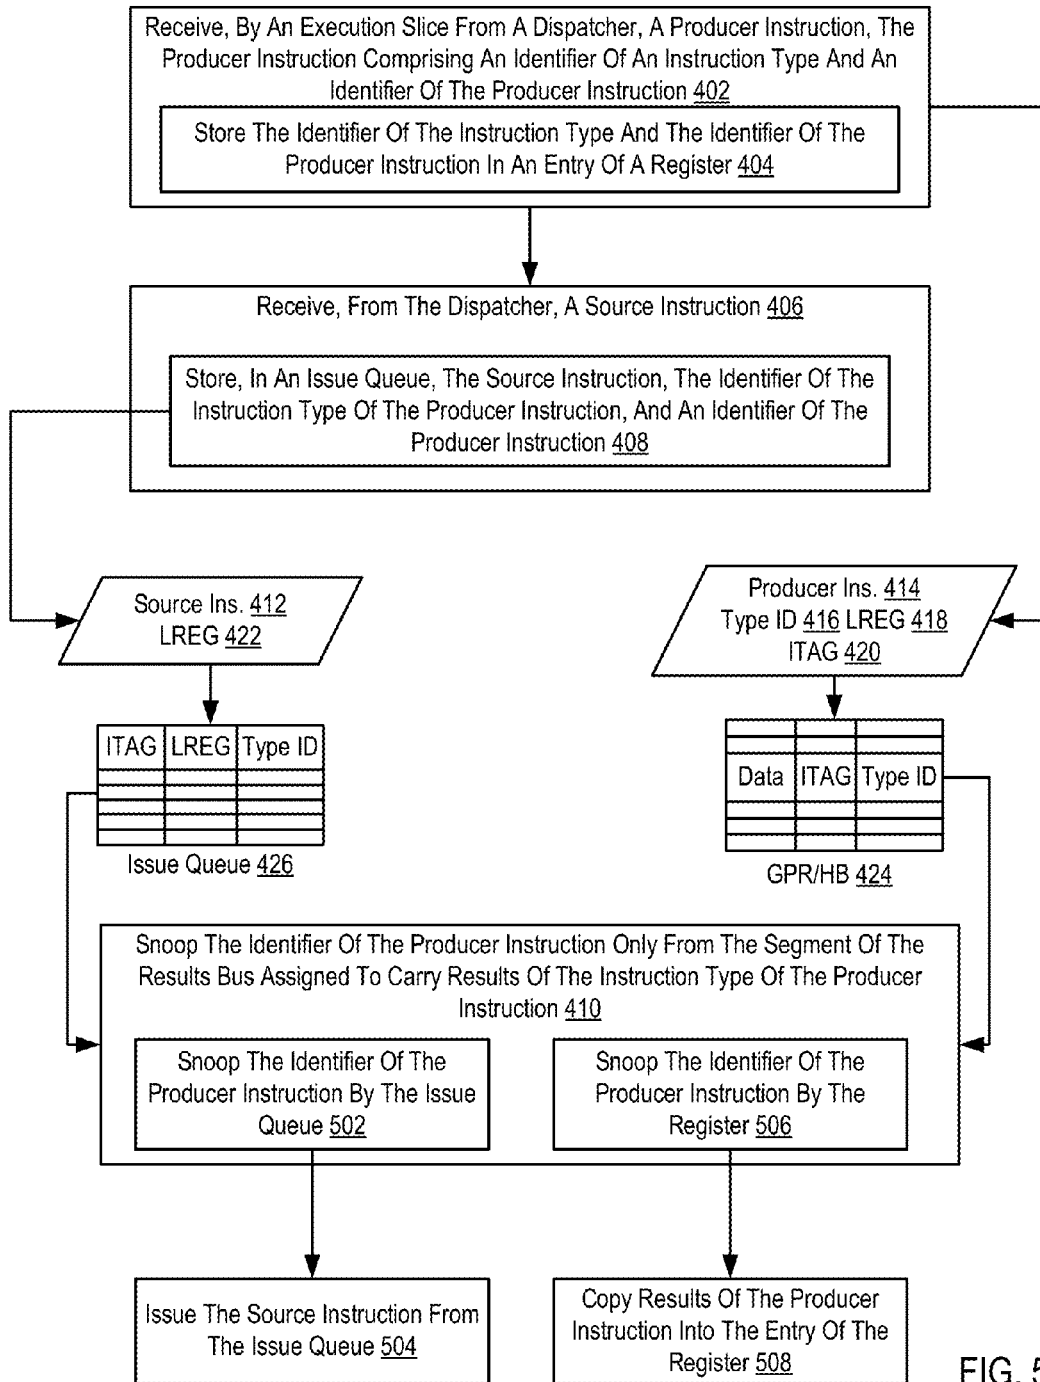 Receive, By An Execution Slice From A Dispatcher, A Producer Instruction, The
Producer Instruction Comprising An Identifier Of An Instruction Type And An
Identifier Of The Producer Instruction 402
Store The Identifier Of The Instruction Type And The Identifier Of The
Producer Instruction In An Entry Of A Register 404
Receive, From The Dispatcher, A Source Instruction 406
Store, In An Issue Queue, The Source Instruction, The Identifier Of The
Instruction Type Of The Producer Instruction, And An Identifier Of The
Producer Instruction 408
Source Ins. 412
LREG 422
Producer Ins. 414
Type ID 416 LREG 418
ITAG 420
ITAG LREG Type ID
Issue Queue 426
Data ITAG Type ID
GPR/HB 424
Snoop The Identifier Of The Producer Instruction Only From The Segment Of The
Results Bus Assigned To Carry Results Of The Instruction Type Of The Producer
Instruction 410
Snoop The Identifier Of The
Producer Instruction By The Issue
Queue 502
Snoop The Identifier Of The
Producer Instruction By The
Register 506
Issue The Source Instruction From
The Issue Queue 504
Copy Results Of The Producer
Instruction Into The Entry Of The
Register 508
FIG. 5